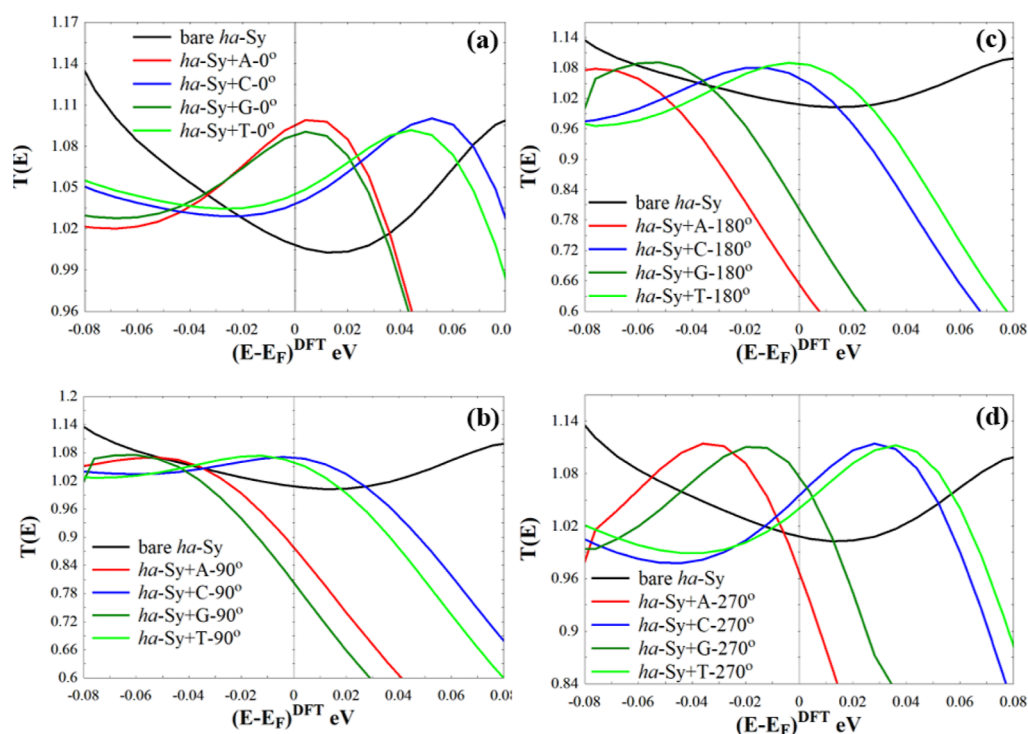 (a)
1.17
1.14
1.11
1.08
1.05
1.02
0.99
0.96
T(E)
bare ha-Sy
ha-Sy+A-0°
ha-Sy+C-0°
ha-Sy+G-0°
ha-Sy+T-0°
-0.08 -0.06 -0.04 -0.02 0 0.02 0.04 0.06 0.0
(E-E_F)^DFT eV
(c)
1.14
1.08
1.02
0.96
0.9
0.84
0.78
0.72
0.66
0.6
T(E)
bare ha-Sy
ha-Sy+A-180°
ha-Sy+C-180°
ha-Sy+G-180°
ha-Sy+T-180°
-0.08 -0.06 -0.04 -0.02 0 0.02 0.04 0.06 0.08
(E-E_F)^DFT eV
(b)
1.2
1.14
1.08
1.02
0.96
0.9
0.84
0.78
0.72
0.66
0.6
T(E)
bare ha-Sy
ha-Sy+A-90°
ha-Sy+C-90°
ha-Sy+G-90°
ha-Sy+T-90°
-0.08 -0.06 -0.04 -0.02 0 0.02 0.04 0.06 0.08
(E-E_F)^DFT eV
(d)
1.14
1.08
1.02
0.96
0.9
0.84
T(E)
bare ha-Sy
ha-Sy+A-270°
ha-Sy+C-270°
ha-Sy+G-270°
ha-Sy+T-270°
-0.08 -0.06 -0.04 -0.02 0 0.02 0.04 0.06 0.08
(E-E_F)^DFT eV